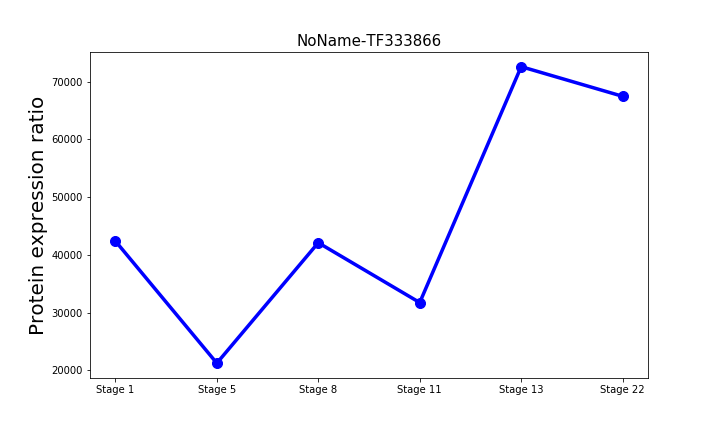 NoName-TF333866
Protein expression ratio
70000
60000
50000
40000
30000
20000
Stage 1 Stage 5 Stage 8 Stage 11 Stage 13 Stage 22